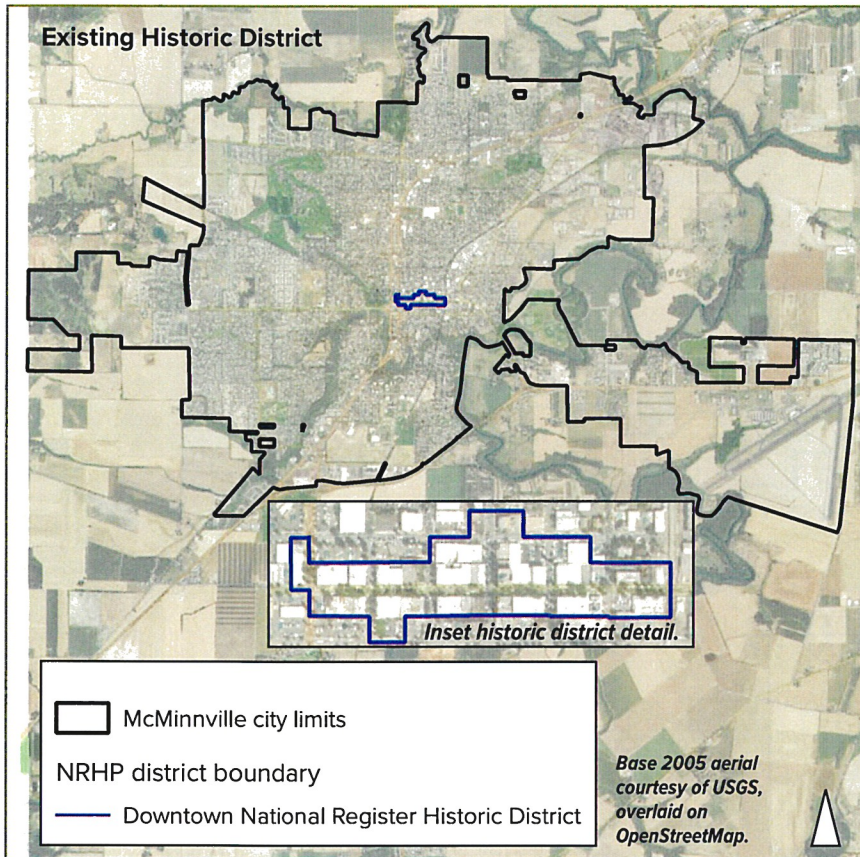 Existing Historic District
Inset historic district detail.
McMinnville city limits
NRHP district boundary
Downtown National Register Historic District
Base 2005 aerial
courtesy of USGS,
overlaid on
OpenStreetMap.